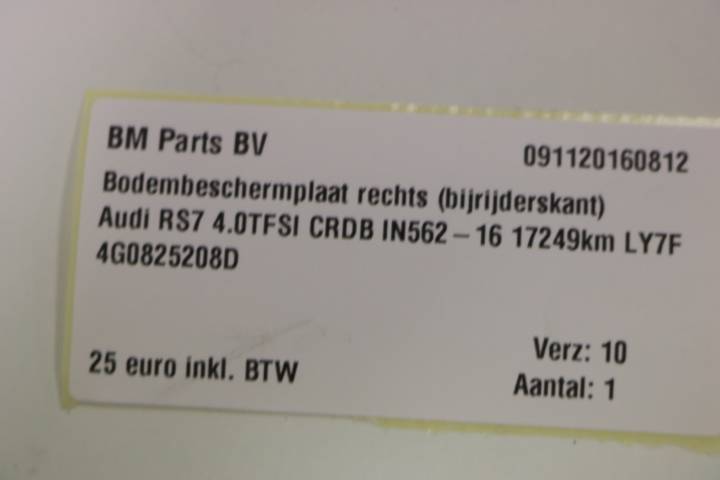 BM Parts BV
091120160812
Bodembeschermplaat rechts (bijrijderskant)
Audi RS7 4.0TFSI CRDB IN562 – 16 17249km LY7F
4G0825208D
Verz: 10
25 euro inkl. BTW
Aantal: 1